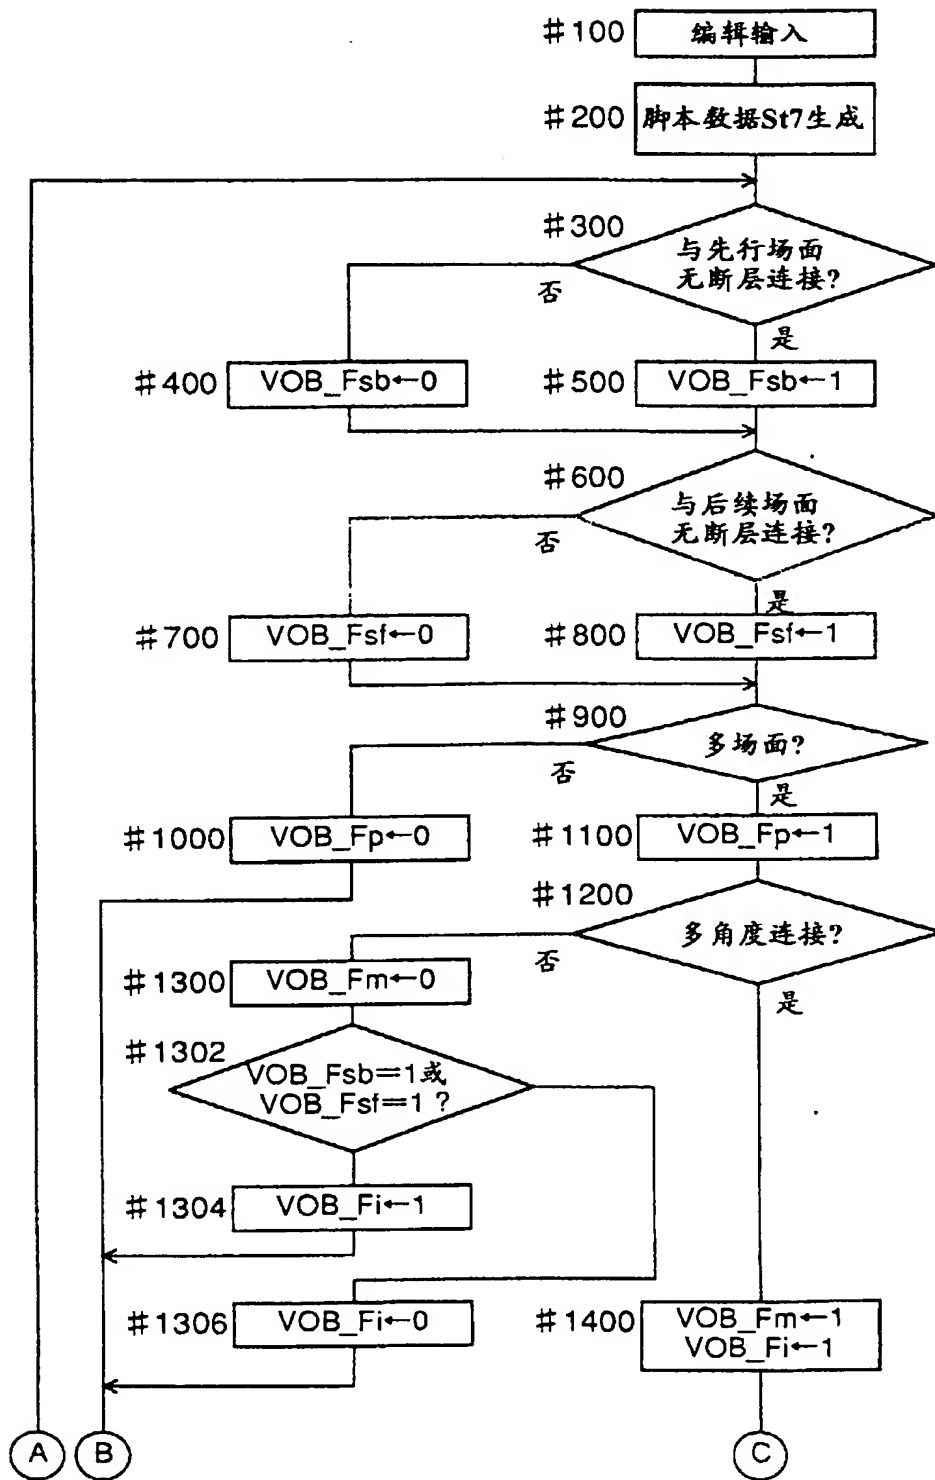 #100 编辑输入
#200 脚本数据St7生成
#300 与先行场面
无断层连接?
否
是
#400 VOB_Fsb←0
#500 VOB_Fsb←1
#600 与后续场面
无断层连接?
否
是
#700 VOB_Fsf←0
#800 VOB_Fsf←1
#900 多场面?
否
是
#1000 VOB_Fp←0
#1100 VOB_Fp←1
#1200 多角度连接?
否
是
#1300 VOB_Fm←0
#1302
VOB_Fsb=1或
VOB_Fsf=1?
#1304 VOB_Fi←1
#1306 VOB_Fi←0
#1400 VOB_Fm←1
VOB_Fi←1
A B C